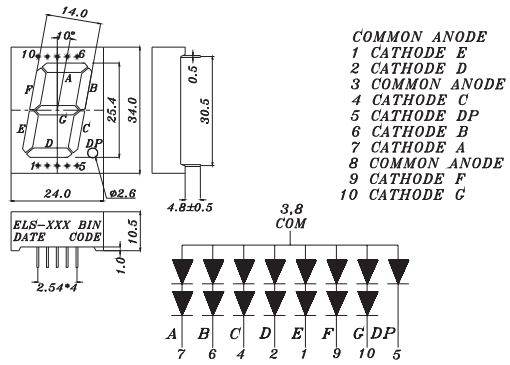 14.0
10°
10 6
A
F B
G
E C
D
DP
1 5
25.4
34.0
24.0
ø2.6
0.5
30.5
4.8±0.5
COMMON ANODE
1 CATHODE E
2 CATHODE D
3 COMMON ANODE
4 CATHODE C
5 CATHODE DP
6 CATHODE B
7 CATHODE A
8 COMMON ANODE
9 CATHODE F
10 CATHODE G
ELS-XXX BIN
DATE CODE
10.5
1.0
2.54*4
3,8
COM
A B C D E F G DP
7 6 4 2 1 9 10 5